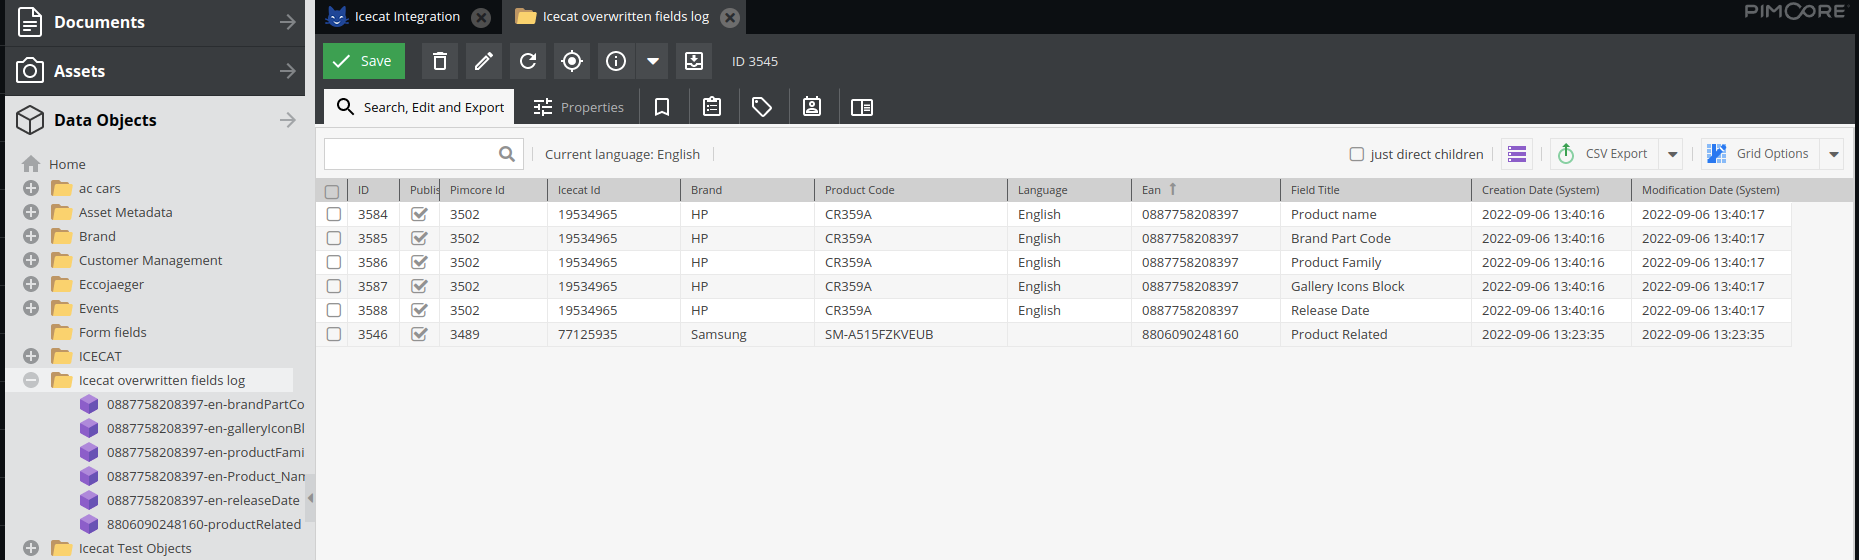 Documents
Assets
Data Objects
Home
ac cars
Asset Metadata
Brand
Customer Management
Eccojaeger
Events
Form fields
ICECAT
Icecat overwritten fields log
0887758208397-en-brandPartCo
0887758208397-en-galleryIconBl
0887758208397-en-productFami
0887758208397-en-Product_Nam
0887758208397-en-releaseDate
8806090248160-productRelated
Icecat Test Objects
Icecat Integration Icecat overwritten fields log PIMCORE
Save ID 3545
Search, Edit and Export Properties
Current language: English just direct children CSV Export Grid Options
ID Publis Pimcore Id Icecat Id Brand Product Code Language Ean Field Title Creation Date (System) Modification Date (System)
3584 3502 19534965 HP CR359A English 0887758208397 Product name 2022-09-06 13:40:16 2022-09-06 13:40:17
3585 3502 19534965 HP CR359A English 0887758208397 Brand Part Code 2022-09-06 13:40:16 2022-09-06 13:40:17
3586 3502 19534965 HP CR359A English 0887758208397 Product Family 2022-09-06 13:40:16 2022-09-06 13:40:17
3587 3502 19534965 HP CR359A English 0887758208397 Gallery Icons Block 2022-09-06 13:40:16 2022-09-06 13:40:17
3588 3502 19534965 HP CR359A English 0887758208397 Release Date 2022-09-06 13:40:16 2022-09-06 13:40:17
3546 3489 77125935 Samsung SM-A515FZKVEUB 8806090248160 Product Related 2022-09-06 13:23:35 2022-09-06 13:23:35